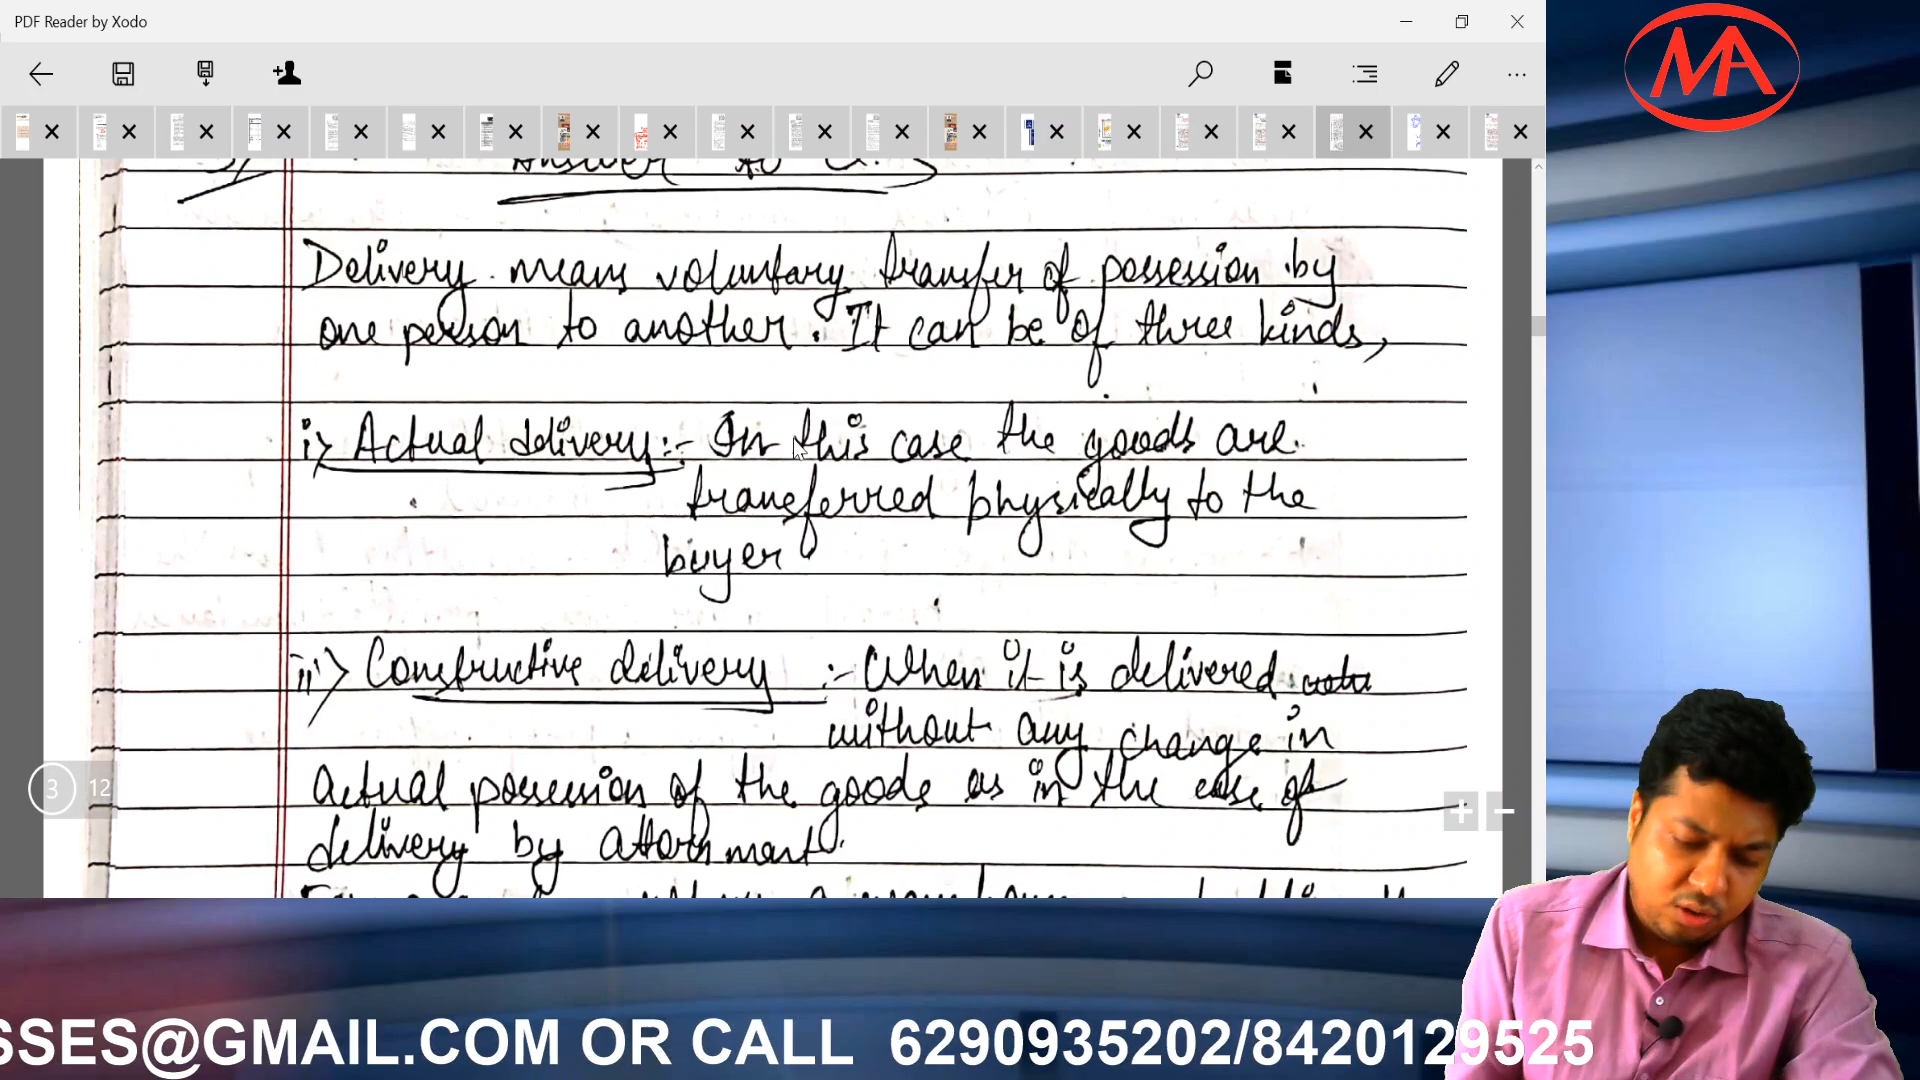 PDF Reader by Xodo
Answer to Q.
Delivery means voluntary transfer of possession by
one person to another. It can be of three kinds,
i> Actual delivery :- In this case the goods are
transferred physically to the
buyer
ii> Constructive delivery :- When it is delivered
without any change in
actual possession of the goods as in the case of
3 12
delivery by attornment.
SSES@GMAIL.COM OR CALL 6290935202/8420129525
MA